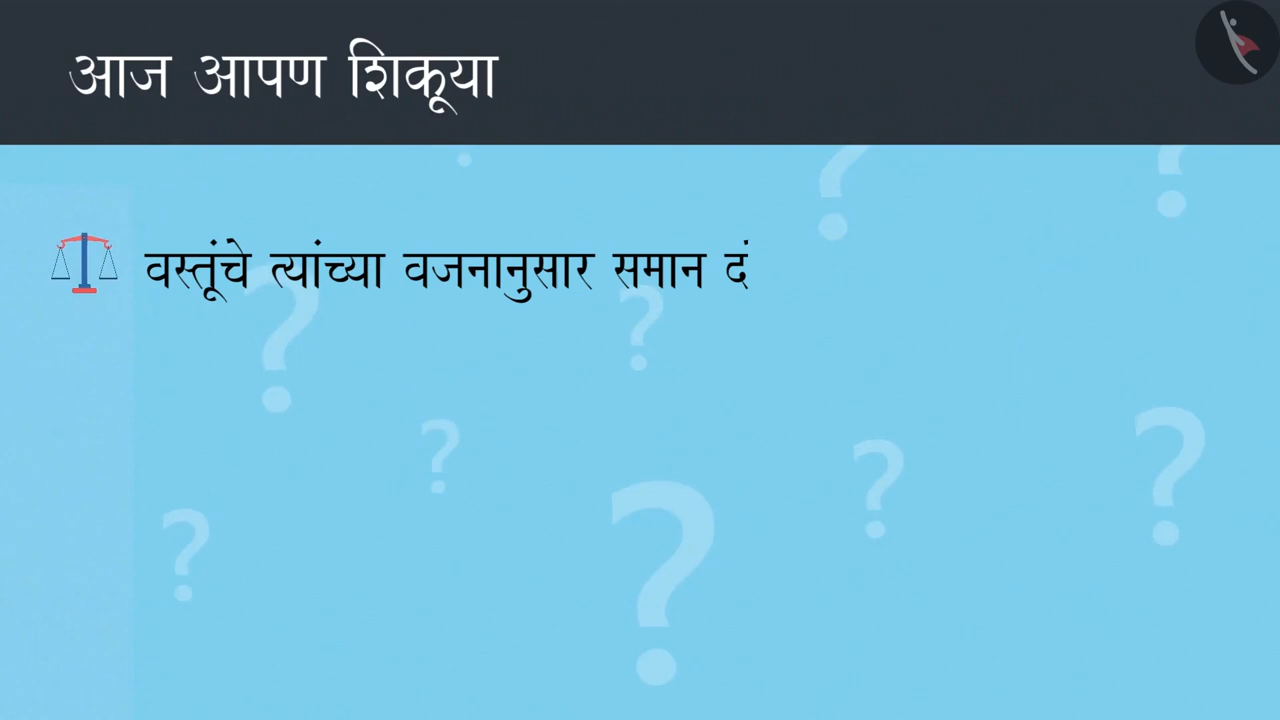 आज आपण शिकूया
वस्तूंचे त्यांच्या वजनानुसार समान